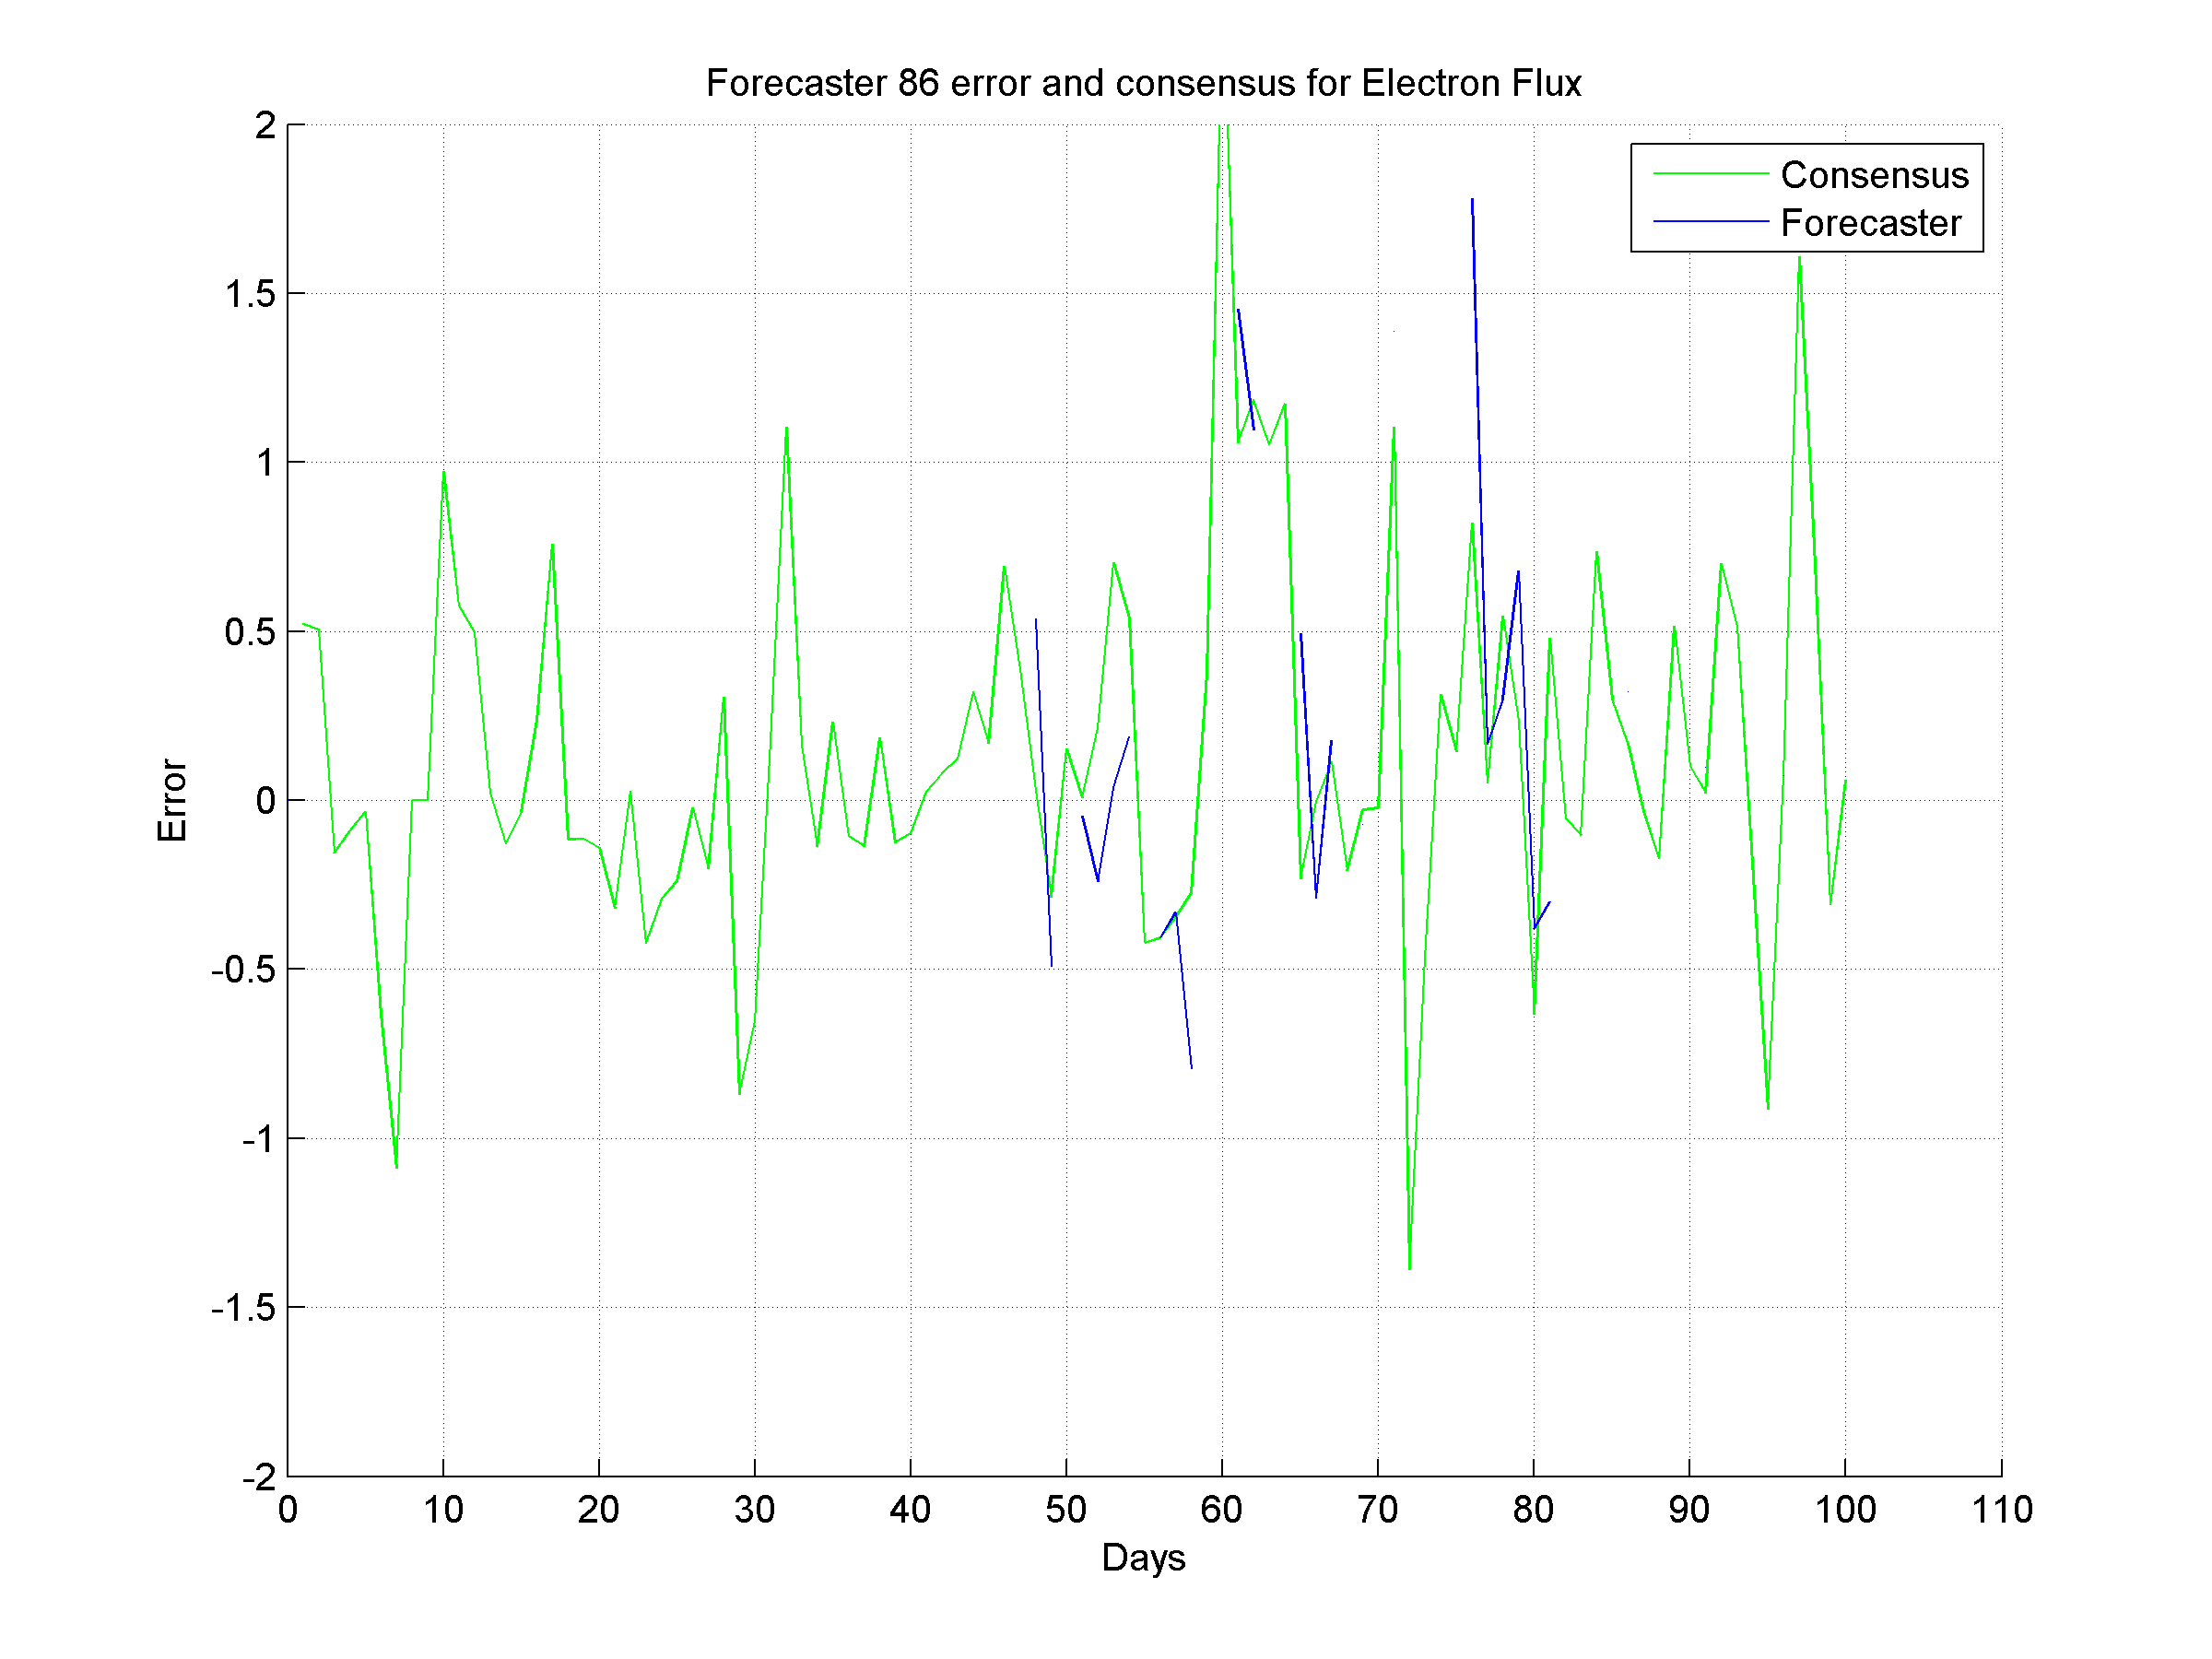 Forecaster 86 error and consensus for Electron Flux
Consensus
Forecaster
2
1.5
1
0.5
0
-0.5
-1
-1.5
-2
Error
0 10 20 30 40 50 60 70 80 90 100 110
Days